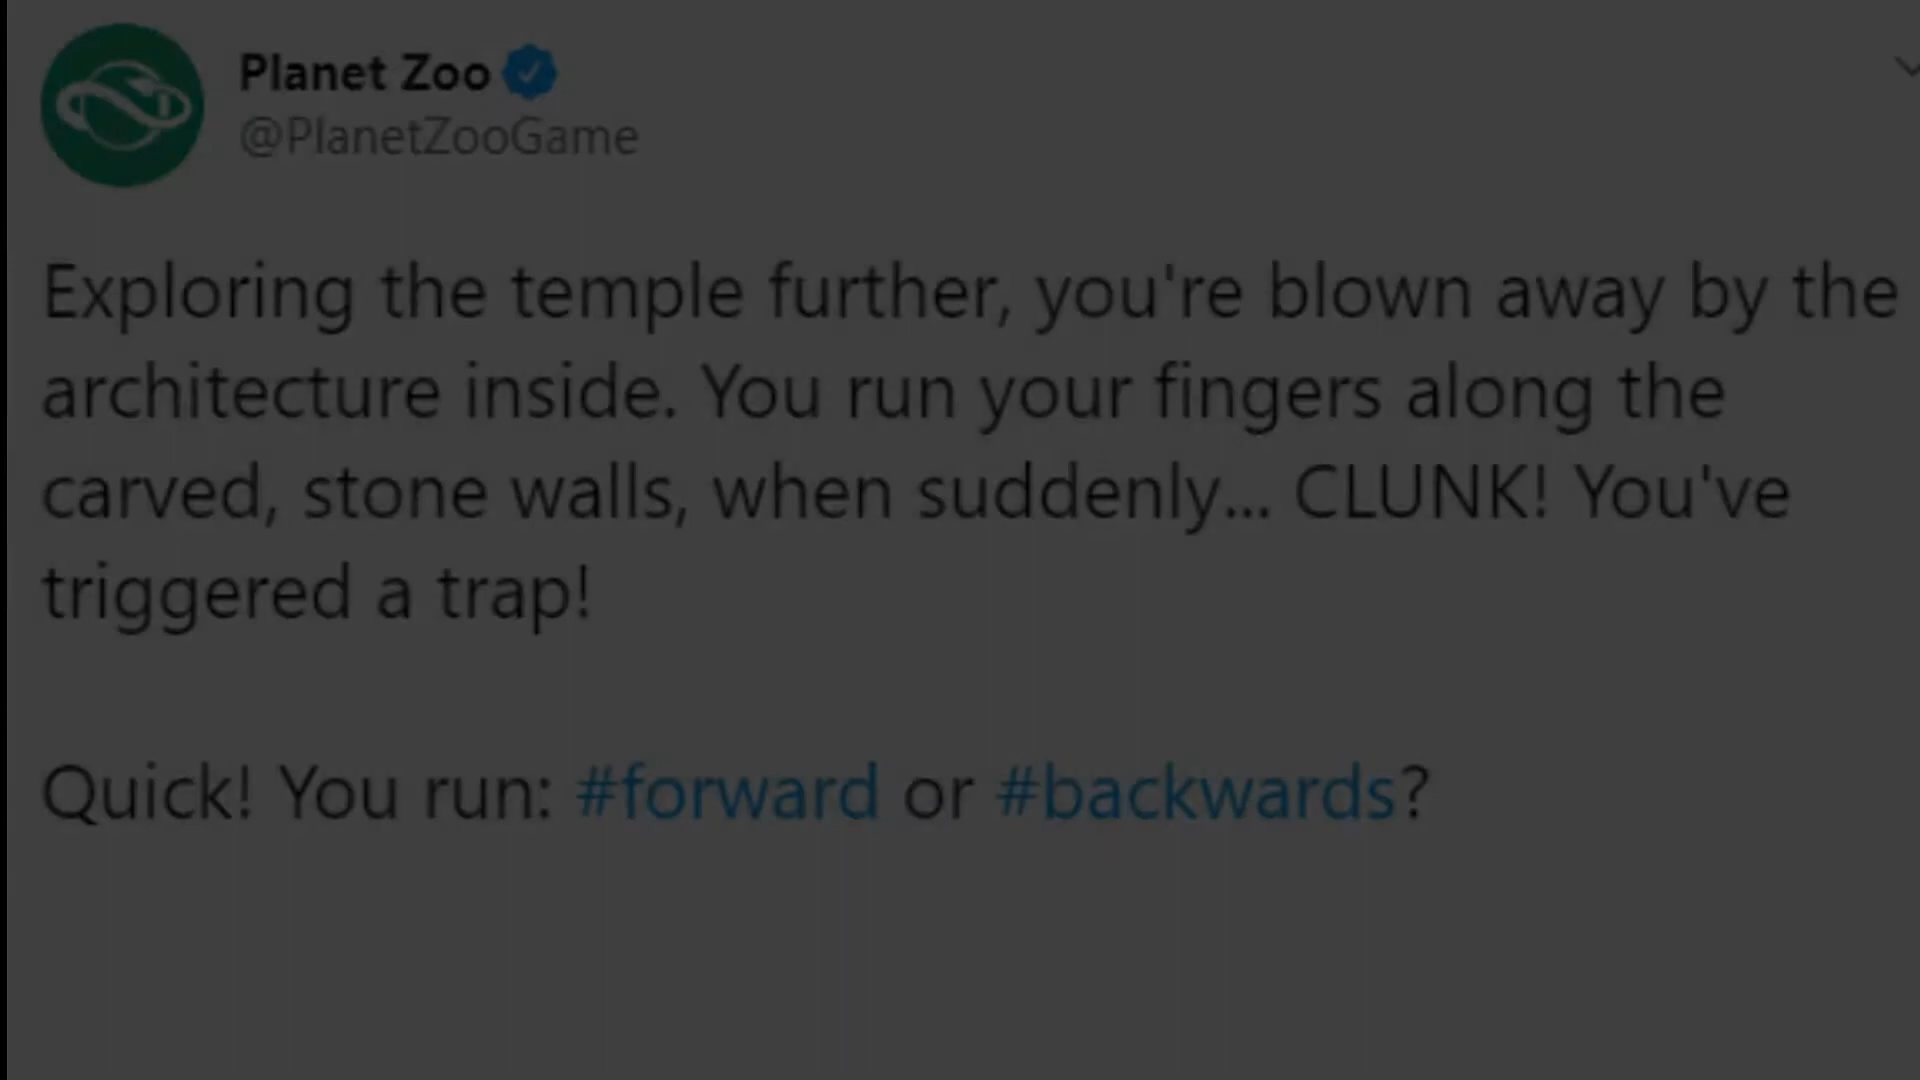 Planet Zoo
@PlanetZooGame
Exploring the temple further, you're blown away by the
architecture inside. You run your fingers along the
carved, stone walls, when suddenly... CLUNK! You've
triggered a trap!
Quick! You run: #forward or #backwards?